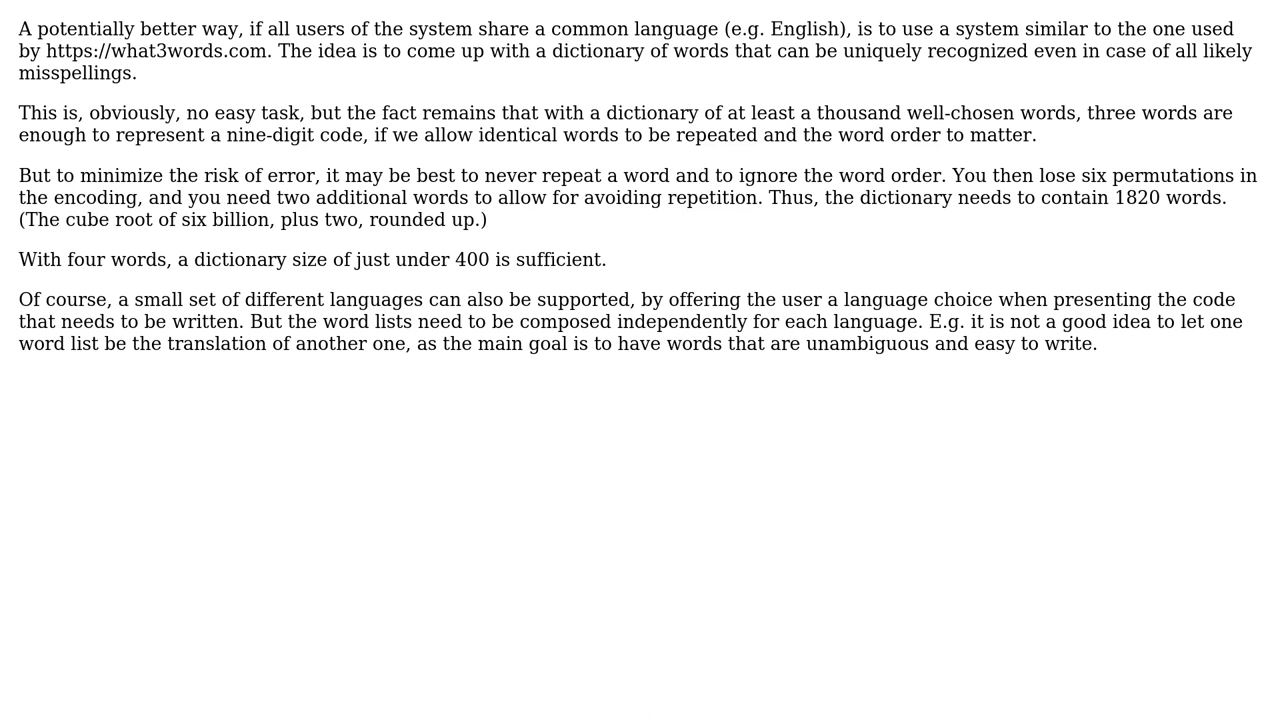 A potentially better way, if all users of the system share a common language (e.g. English), is to use a system similar to the one used
by https://what3words.com. The idea is to come up with a dictionary of words that can be uniquely recognized even in case of all likely
misspellings.
This is, obviously, no easy task, but the fact remains that with a dictionary of at least a thousand well-chosen words, three words are
enough to represent a nine-digit code, if we allow identical words to be repeated and the word order to matter.
But to minimize the risk of error, it may be best to never repeat a word and to ignore the word order. You then lose six permutations in
the encoding, and you need two additional words to allow for avoiding repetition. Thus, the dictionary needs to contain 1820 words.
(The cube root of six billion, plus two, rounded up.)
With four words, a dictionary size of just under 400 is sufficient.
Of course, a small set of different languages can also be supported, by offering the user a language choice when presenting the code
that needs to be written. But the word lists need to be composed independently for each language. E.g. it is not a good idea to let one
word list be the translation of another one, as the main goal is to have words that are unambiguous and easy to write.